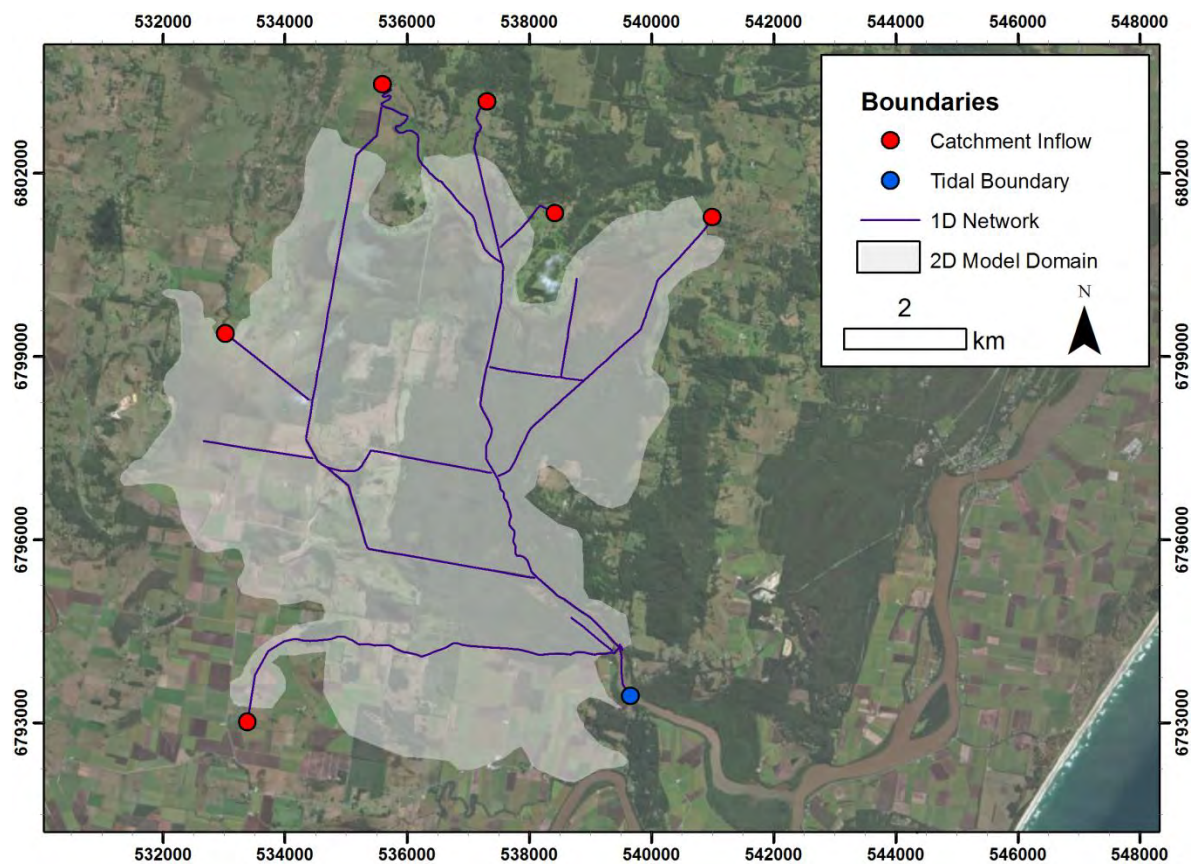 532000 534000 536000 538000 540000 542000 544000 546000 548000
Boundaries
Catchment Inflow
Tidal Boundary
1D Network
2D Model Domain
2
km
N
6802000
6799000
6796000
6793000
6802000
6799000
6796000
6793000
532000 534000 536000 538000 540000 542000 544000 546000 548000